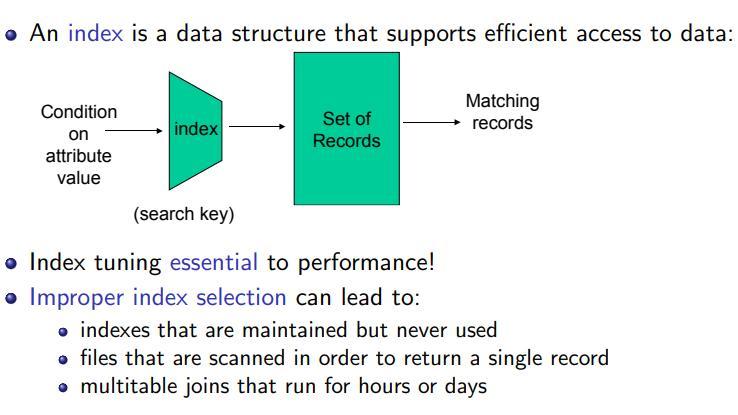 An index is a data structure that supports efficient access to data:
Condition
on
attribute
value
index
(search key)
Set of
Records
Matching
records
Index tuning essential to performance!
Improper index selection can lead to:
indexes that are maintained but never used
files that are scanned in order to return a single record
multitable joins that run for hours or days